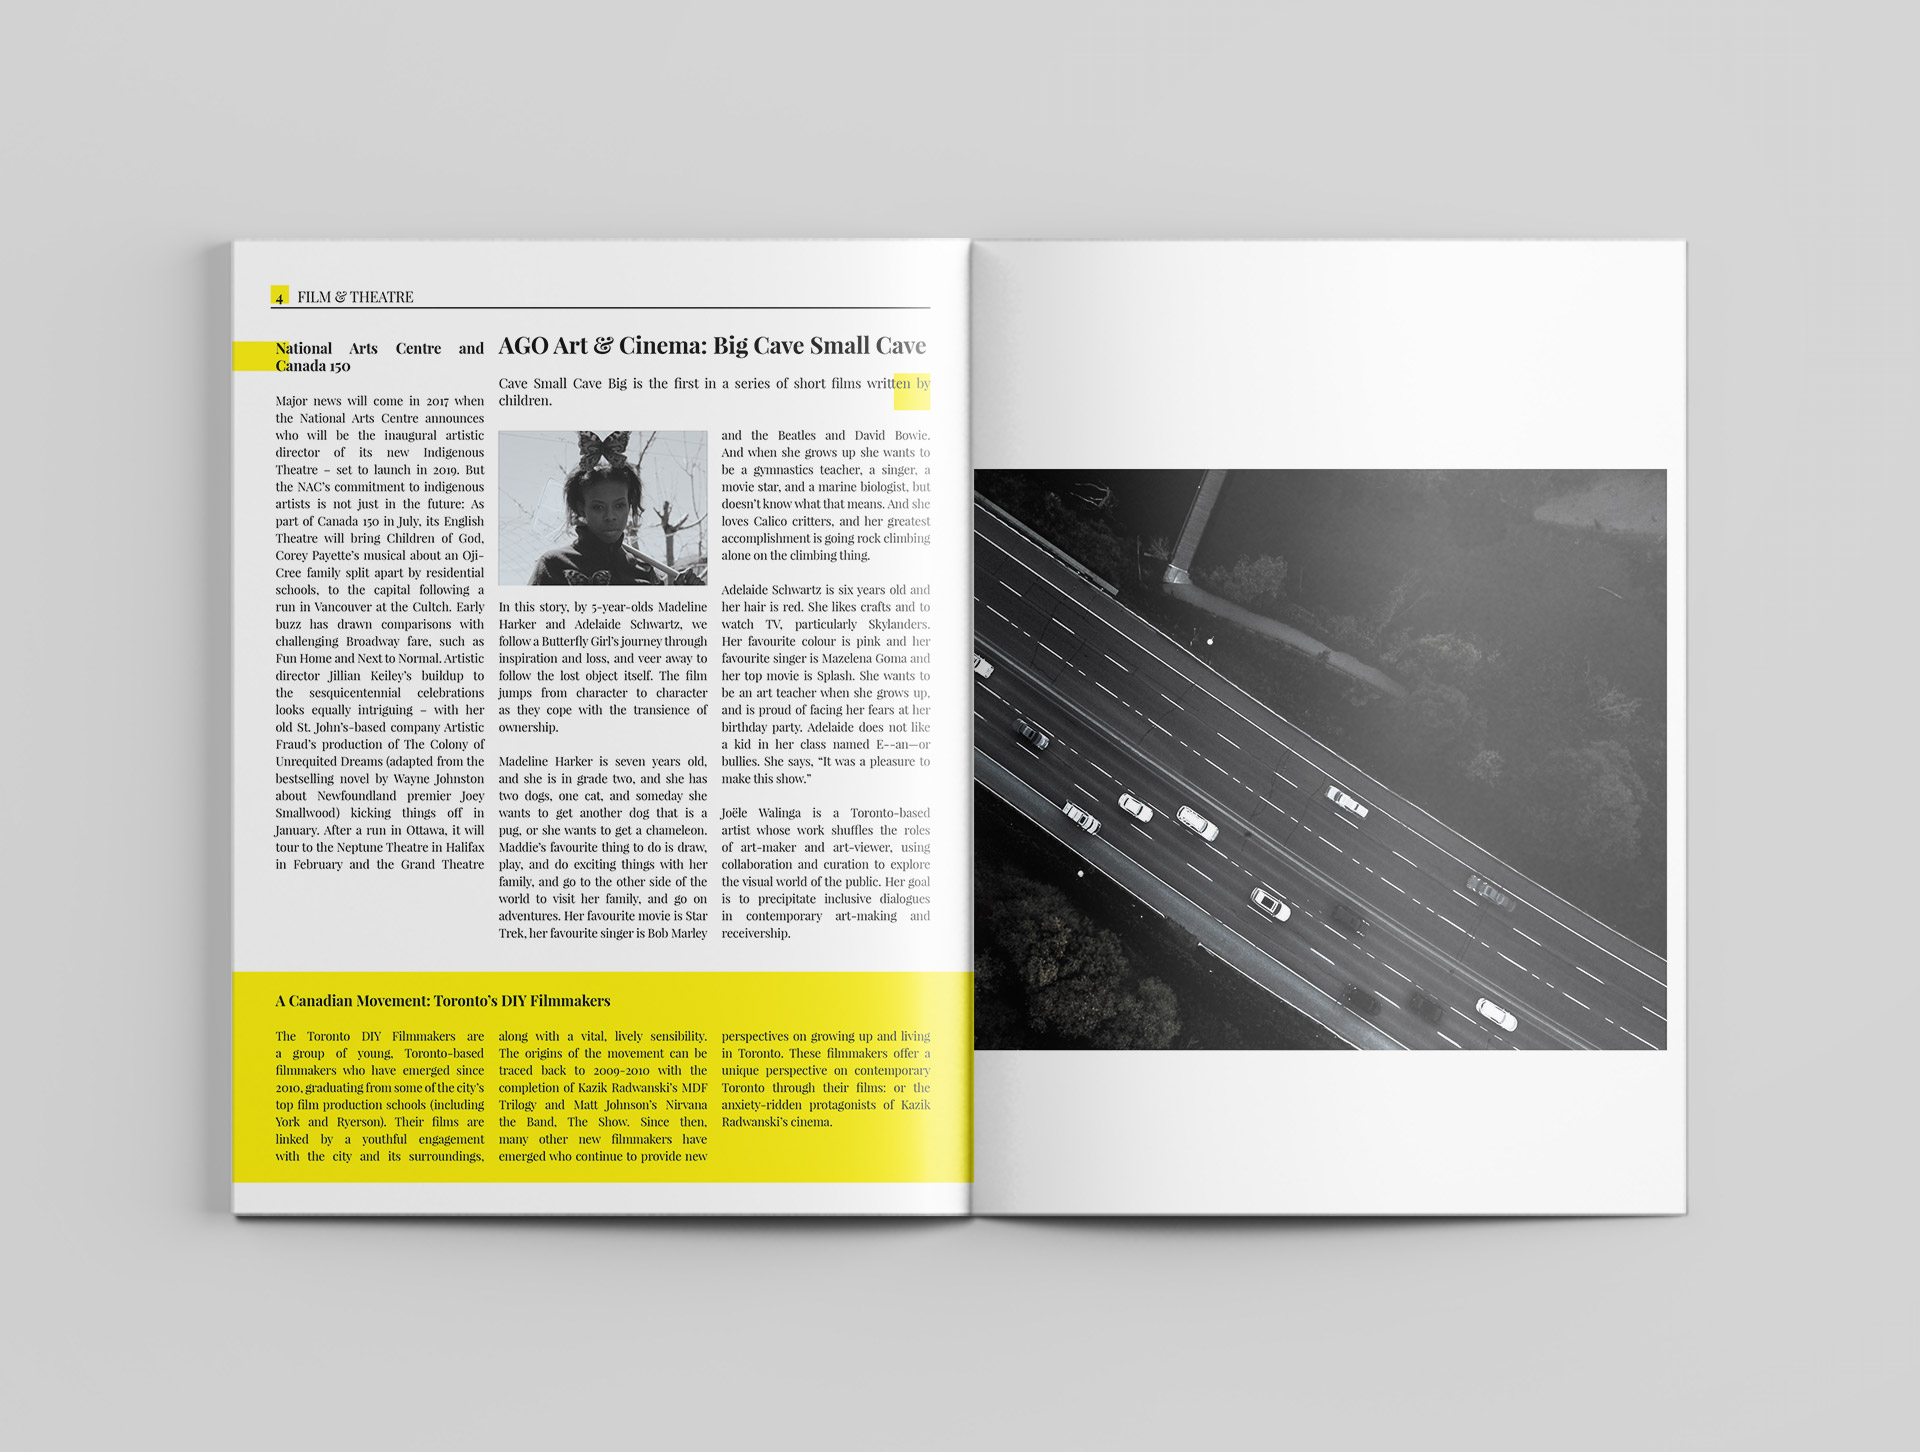 4 FILM & THEATRE
National Arts Centre and
Canada 150
Major news will come in 2017 when
the National Arts Centre announces
who will be the inaugural artistic
director of its new Indigenous
Theatre – set to launch in 2019. But
the NAC's commitment to indigenous
artists is not just in the future: As
part of Canada 150 in July, its English
Theatre will bring Children of God,
Corey Payette's musical about an Oji-
Cree family split apart by residential
schools, to the capital following a
run in Vancouver at the Cultch. Early
buzz has drawn comparisons with
challenging Broadway fare, such as
Fun Home and Next to Normal. Artistic
director Jillian Keiley's buildup to
the sesquicentennial celebrations
looks equally intriguing – with her
old St. John's-based company Artistic
Fraud's production of The Colony of
Unrequited Dreams (adapted from the
bestselling novel by Wayne Johnston
about Newfoundland premier Joey
Smallwood) kicking things off in
January. After a run in Ottawa, it will
tour to the Neptune Theatre in Halifax
in February and the Grand Theatre
AGO Art & Cinema: Big Cave Small Cave
Cave Small Cave Big is the first in a series of short films written by
children.
In this story, by 5-year-olds Madeline
Harker and Adelaide Schwartz, we
follow a Butterfly Girl's journey through
inspiration and loss, and veer away to
follow the lost object itself. The film
jumps from character to character
as they cope with the transience of
ownership.
Madeline Harker is seven years old,
and she is in grade two, and she has
two dogs, one cat, and someday she
wants to get another dog that is a
pug, or she wants to get a chameleon.
Maddie's favourite thing to do is draw,
play, and do exciting things with her
family, and go to the other side of the
world to visit her family, and go on
adventures. Her favourite movie is Star
Trek, her favourite singer is Bob Marley
and the Beatles and David Bowie.
And when she grows up she wants to
be a gymnastics teacher, a singer, a
movie star, and a marine biologist, but
doesn't know what that means. And she
loves Calico critters, and her greatest
accomplishment is going rock climbing
alone on the climbing thing.
Adelaide Schwartz is six years old and
her hair is red. She likes crafts and to
watch TV, particularly Skylanders.
Her favourite colour is pink and her
favourite singer is Mazelena Goma and
her top movie is Splash. She wants to
be an art teacher when she grows up,
and is proud of facing her fears at her
birthday party. Adelaide does not like
a kid in her class named E--an—or
bullies. She says, “It was a pleasure to
make this show.”
Joële Walinga is a Toronto-based
artist whose work shuffles the roles
of art-maker and art-viewer, using
collaboration and curation to explore
the visual world of the public. Her goal
is to precipitate inclusive dialogues
in contemporary art-making and
receivership.
A Canadian Movement: Toronto's DIY Filmmakers
The Toronto DIY Filmmakers are
a group of young, Toronto-based
filmmakers who have emerged since
2010, graduating from some of the city's
top film production schools (including
York and Ryerson). Their films are
linked by a youthful engagement
with the city and its surroundings,
along with a vital, lively sensibility.
The origins of the movement can be
traced back to 2009-2010 with the
completion of Kazik Radwanski's MDF
Trilogy and Matt Johnson's Nirvana
the Band, The Show. Since then,
many other new filmmakers have
emerged who continue to provide new
perspectives on growing up and living
in Toronto. These filmmakers offer a
unique perspective on contemporary
Toronto through their films: or the
anxiety-ridden protagonists of Kazik
Radwanski's cinema.